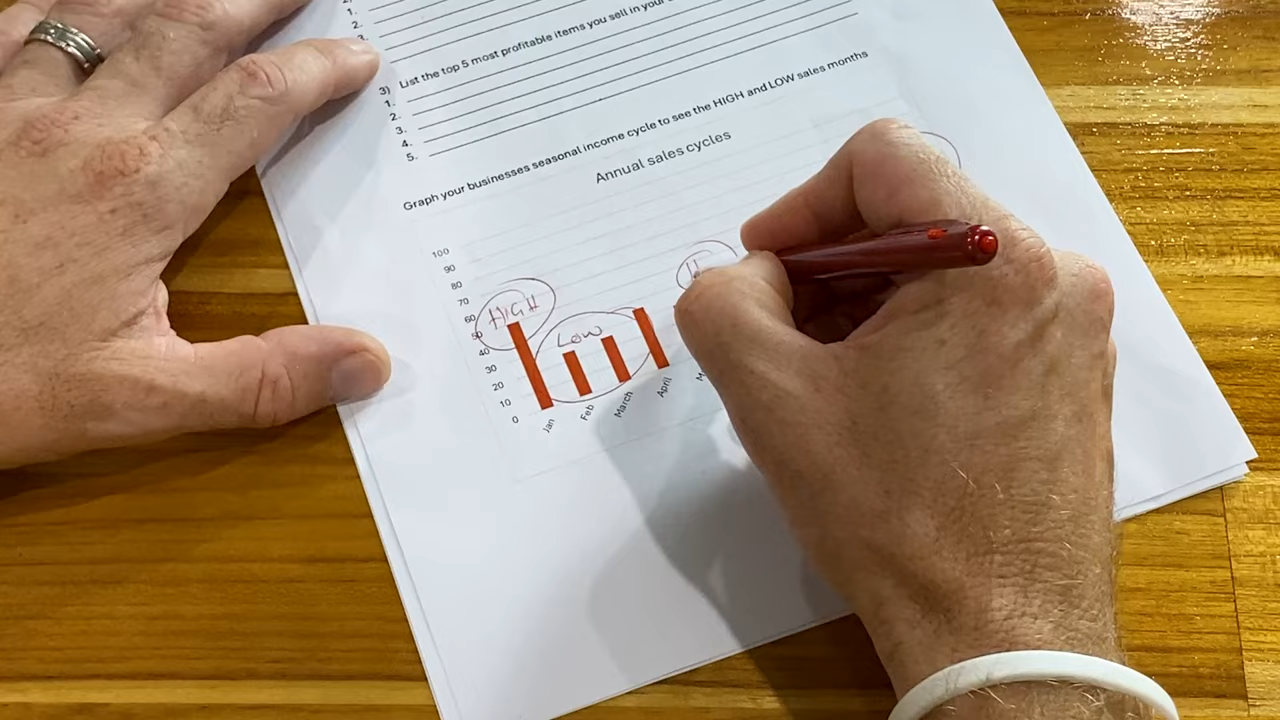 1.
2.
3) List the top 5 most profitable items you sell in your
1.
2.
3.
4.
5.
Graph your businesses seasonal income cycle to see the HIGH and LOW sales months
Annual sales cycles
100
90
80
70
60
50
40
30
20
10
0
HIGH
LOW
Jan
Feb
March
April